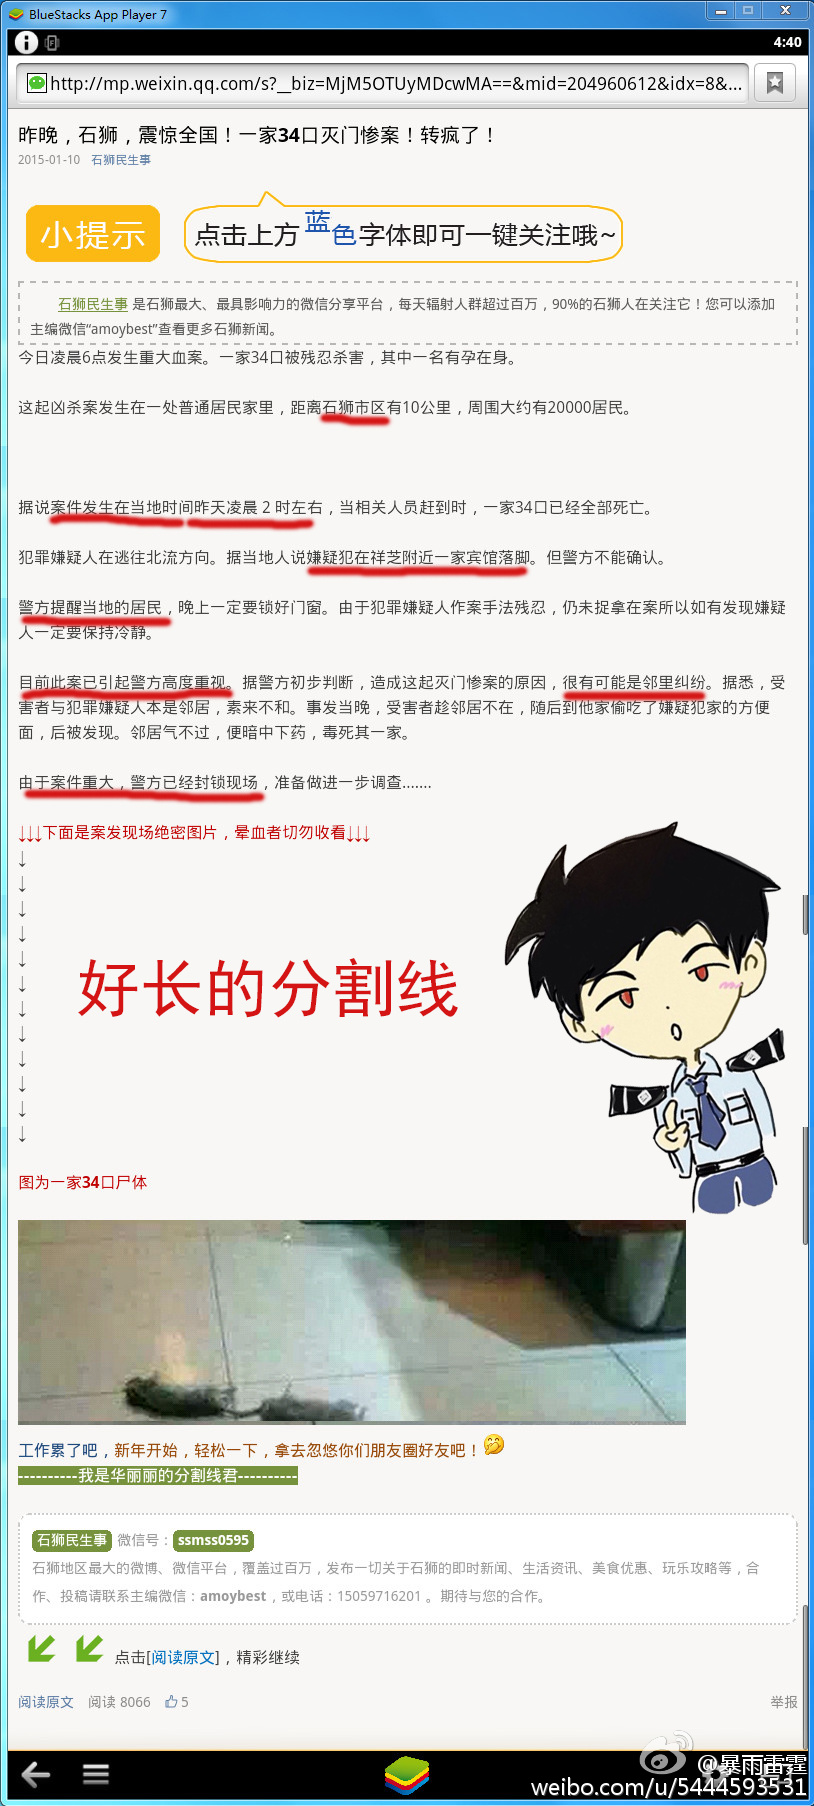 BlueStacks App Player 7
4:40
http://mp.weixin.qq.com/s?__biz=MjM5OTUyMDcwMA==&mid=204960612&idx=8&...
昨晚，石狮，震惊全国！一家34口灭门惨案！转疯了！
2015-01-10 石狮民生事
小提示
点击上方蓝色字体即可一键关注哦~
石狮民生事 是石狮最大、最具影响力的微信分享平台，每天辐射人群超过百万，90%的石狮人在关注它！您可以添加
主编微信“amoybest”查看更多石狮新闻。
今日凌晨6点发生重大血案。一家34口被残忍杀害，其中一名有孕在身。
这起凶杀案发生在一处普通居民家里，距离石狮市区有10公里，周围大约有20000居民。
据说案件发生在当地时间昨天凌晨 2 时左右，当相关人员赶到时，一家34口已经全部死亡。
犯罪嫌疑人在逃往北流方向。据当地人说嫌疑犯在祥芝附近一家宾馆落脚。但警方不能确认。
警方提醒当地的居民，晚上一定要锁好门窗。由于犯罪嫌疑人作案手法残忍，仍未捉拿在案所以如有发现嫌疑
人一定要保持冷静。
目前此案已引起警方高度重视。据警方初步判断，造成这起灭门惨案的原因，很有可能是邻里纠纷。据悉，受
害者与犯罪嫌疑人本是邻居，素来不和。事发当晚，受害者趁邻居不在，随后到他家偷吃了嫌疑犯家的方便
面，后被发现。邻居气不过，便暗中下药，毒死其一家。
由于案件重大，警方已经封锁现场，准备做进一步调查.......
↓↓↓下面是案发现场绝密图片，晕血者切勿收看↓↓↓
↓
↓
↓
↓
↓
好长的分割线
↓
↓
↓
↓
↓
↓
↓
图为一家34口尸体
工作累了吧，新年开始，轻松一下，拿去忽悠你们朋友圈好友吧！
----------我是华丽丽的分割线君----------
石狮民生事 微信号：ssmss0595
石狮地区最大的微博、微信平台，覆盖过百万，发布一切关于石狮的即时新闻、生活资讯、美食优惠、玩乐攻略等，合
作、投稿请联系主编微信：amoybest，或电话：15059716201 。期待与您的合作。
点击[阅读原文]，精彩继续
阅读原文 阅读 8066 5 举报
@暴雨雷霆
weibo.com/u/5444593531